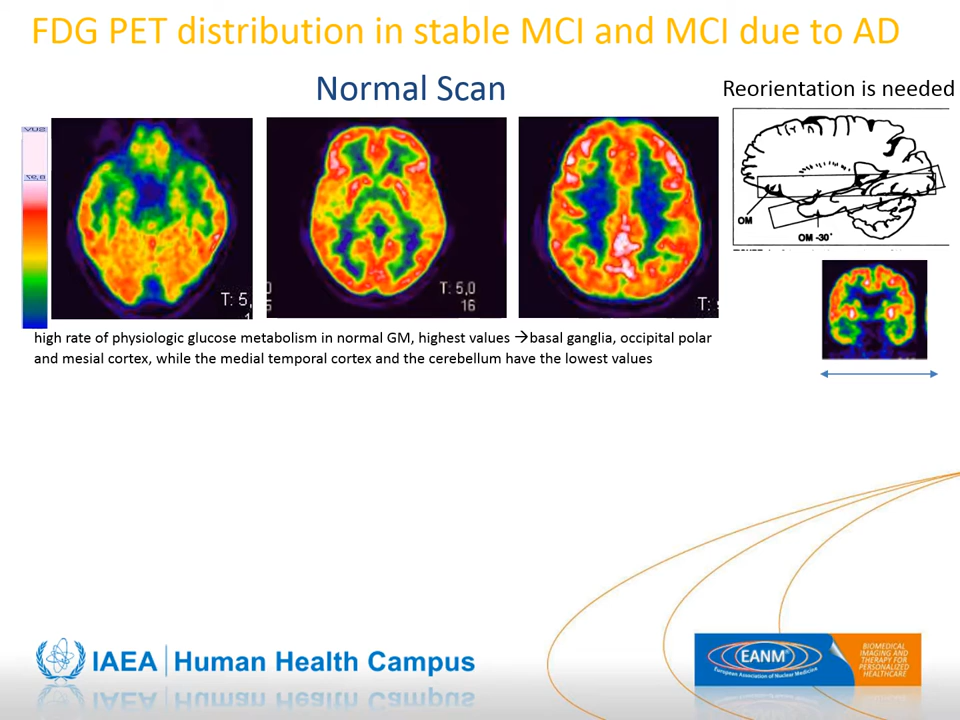 FDG PET distribution in stable MCI and MCI due to AD
Normal Scan
Reorientation is needed
OM
OM -30°
T: 5,
T: 5,0
16
T:
high rate of physiologic glucose metabolism in normal GM, highest values →basal ganglia, occipital polar
and mesial cortex, while the medial temporal cortex and the cerebellum have the lowest values
IAEA Human Health Campus
EANM
European Association of Nuclear Medicine
BIOMEDICAL
IMAGING AND
THERAPY FOR
PERSONALIZED
HEALTHCARE